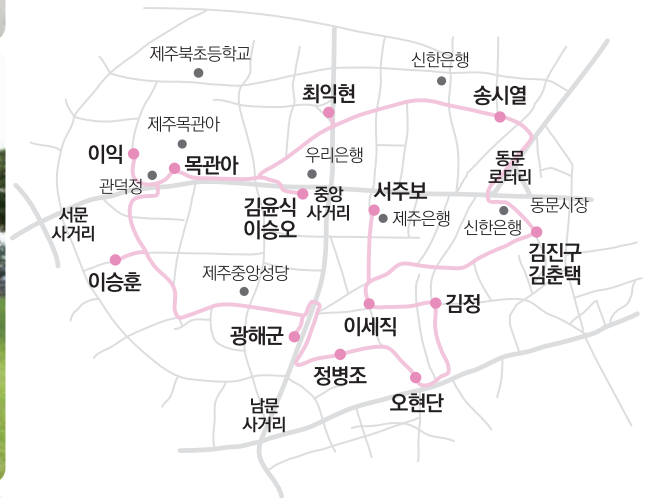 제주북초등학교
신한은행
최익현
송시열
제주목관아
이익
목관아
우리은행
동문
로터리
관덕정
서주보
중앙
사거리
김윤식
이승오
서문
사거리
제주은행
동문시장
신한은행
김진구
김춘택
이승훈
제주중앙성당
김정
이세직
광해군
정병조
오현단
남문
사거리